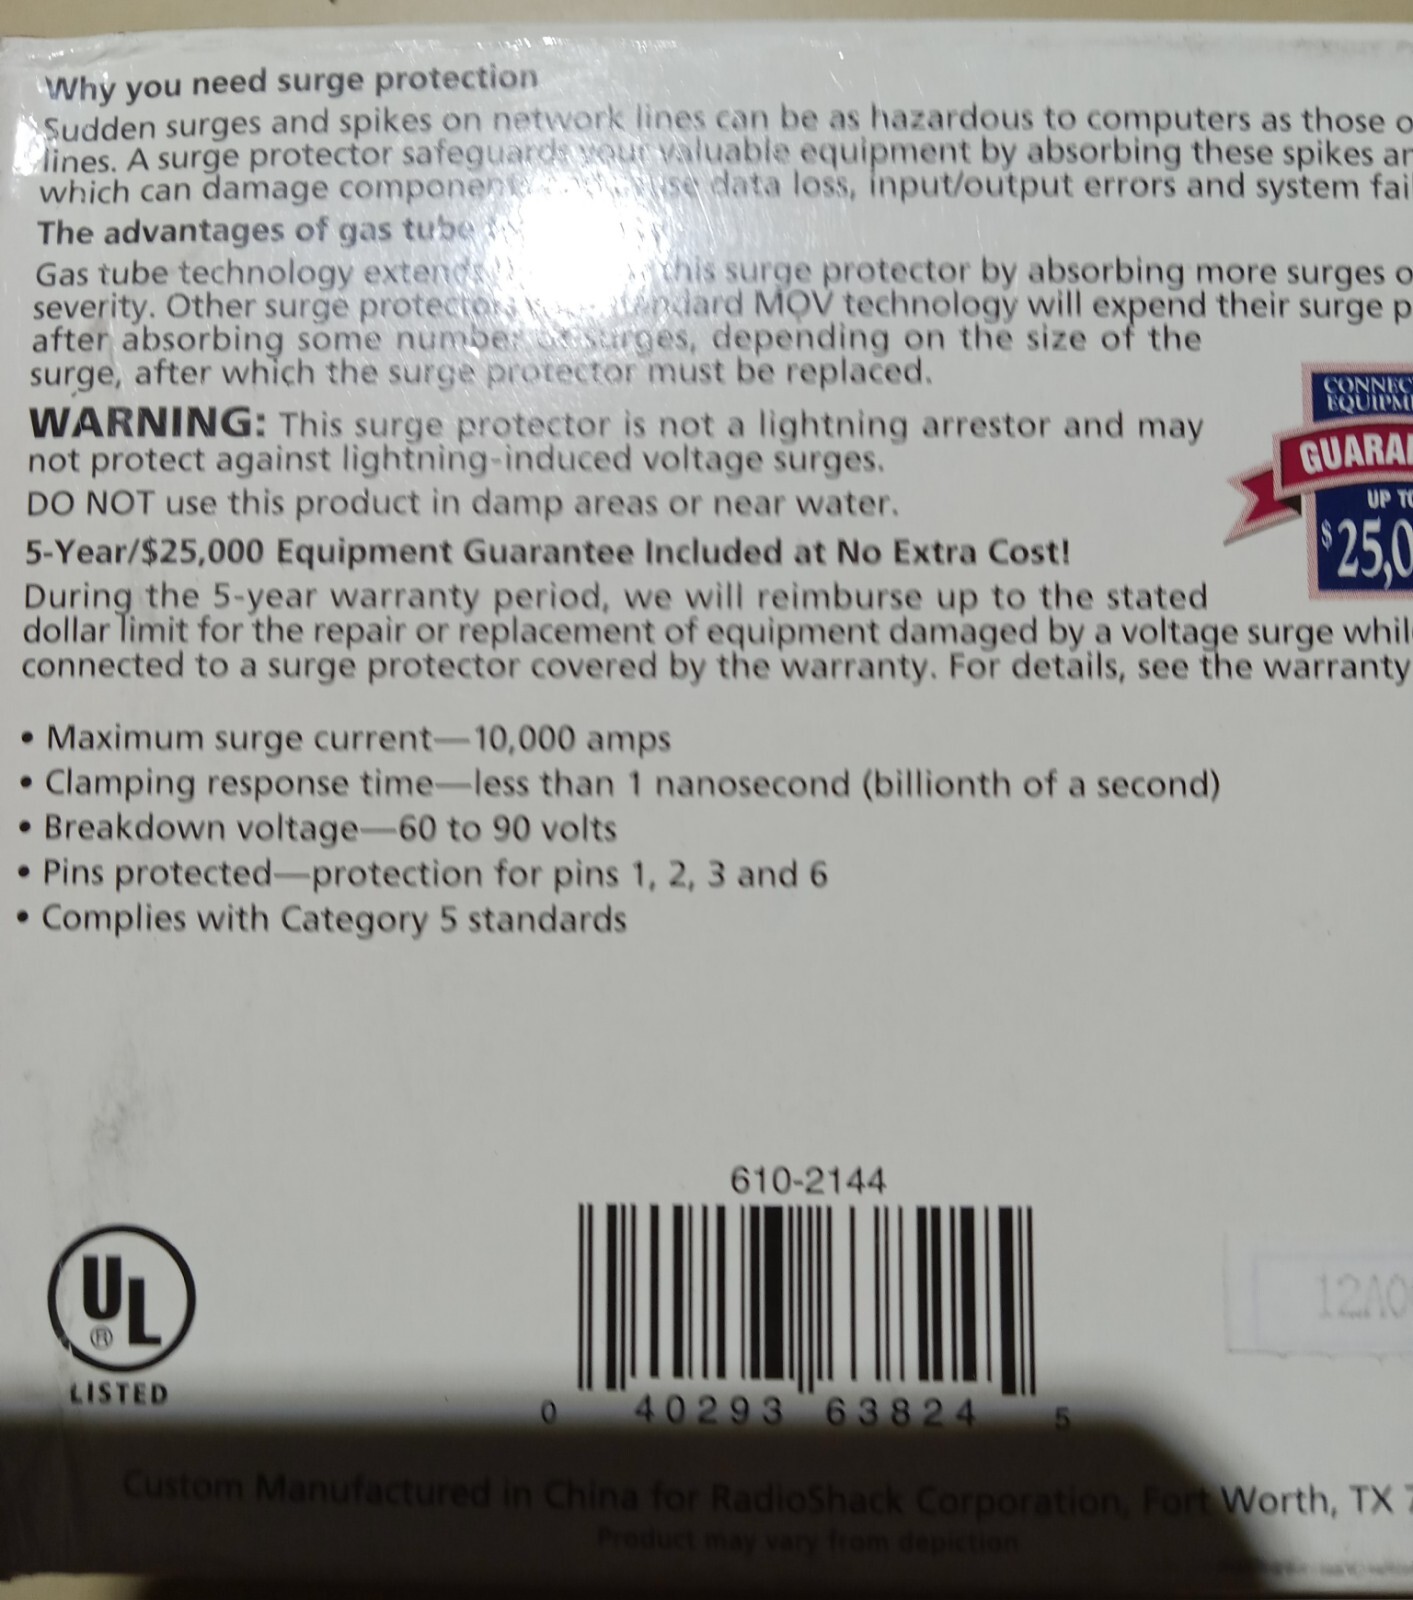 Why you need surge protection
Sudden surges and spikes on network lines can be as hazardous to computers as those
lines. A surge protector safeguards your valuable equipment by absorbing these spikes
which can damage data loss, input/output errors and system
The advantages of gas tube
Gas tube technology this surge protector by absorbing more surges
severity. Other surge protectors standard MOV technology will expend their surge
after absorbing some number of surges, depending on the size of the
surge, after which the surge protector must be replaced.
WARNING: This surge protector is not a lightning arrestor and may
not protect against lightning-induced voltage surges.
DO NOT use this product in damp areas or near water.
5-Year/$25,000 Equipment Guarantee Included at No Extra Cost!
During the 5-year warranty period, we will reimburse up to the stated
dollar limit for the repair or replacement of equipment damaged by a voltage surge
connected to a surge protector covered by the warranty. For details, see the warranty
CONNEC
EQUIPM
GUARA
UP TO
$25,0
• Maximum surge current—10,000 amps
• Clamping response time—less than 1 nanosecond (billionth of a second)
• Breakdown voltage—60 to 90 volts
• Pins protected—protection for pins 1, 2, 3 and 6
• Complies with Category 5 standards
610-2144
UL
®
LISTED
0 40293 63824 5
12A0
Custom Manufactured in China for RadioShack Corporation, Fort Worth, TX 7
Product may vary from depiction